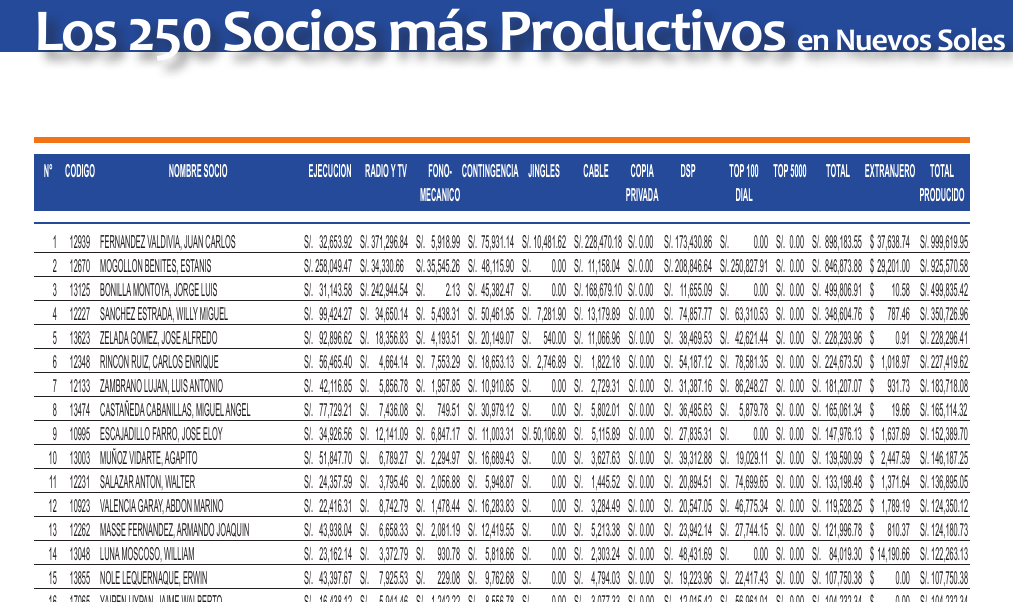 Los 250 Socios más Productivos en Nuevos Soles
N° CODIGO NOMBRE SOCIO EJECUCION RADIO Y TV FONO- CONTINGENCIA JINGLES CABLE COPIA DSP TOP 100 TOP 5000 TOTAL EXTRANJERO TOTAL
MECANICO PRIVADA DIAL PRODUCIDO
1 12939 FERNANDEZ VALDIVIA, JUAN CARLOS S/. 32,653.92 S/. 371,296.84 S/. 5,918.99 S/. 75,931.14 S/. 10,481.62 S/. 228,470.18 S/. 0.00 S/. 173,430.86 S/. 0.00 S/. 0.00 S/. 898,183.55 $ 37,638.74 S/. 999,619.95
2 12670 MOGOLLON BENITES, ESTANIS S/. 258,049.47 S/. 34,330.66 S/. 35,545.26 S/. 48,115.90 S/. 0.00 S/. 11,158.04 S/. 0.00 S/. 208,846.64 S/. 250,827.91 S/. 0.00 S/. 846,873.88 $ 29,201.00 S/. 925,570.58
3 13125 BONILLA MONTOYA, JORGE LUIS S/. 31,143.58 S/. 242,944.54 S/. 2.13 S/. 45,382.47 S/. 0.00 S/. 168,679.10 S/. 0.00 S/. 11,655.09 S/. 0.00 S/. 0.00 S/. 499,806.91 $ 10.58 S/. 499,835.42
4 12227 SANCHEZ ESTRADA, WILLY MIGUEL S/. 99,424.27 S/. 34,650.14 S/. 5,438.31 S/. 50,461.95 S/. 7,281.90 S/. 13,179.89 S/. 0.00 S/. 74,857.77 S/. 63,310.53 S/. 0.00 S/. 348,604.76 $ 787.46 S/. 350,726.96
5 13623 ZELADA GOMEZ, JOSE ALFREDO S/. 92,896.62 S/. 18,356.83 S/. 4,193.51 S/. 20,149.07 S/. 540.00 S/. 11,066.96 S/. 0.00 S/. 38,469.53 S/. 42,621.44 S/. 0.00 S/. 228,293.96 $ 0.91 S/. 228,296.41
6 12348 RINCON RUIZ, CARLOS ENRIQUE S/. 56,465.40 S/. 4,664.14 S/. 7,553.29 S/. 18,653.13 S/. 2,746.89 S/. 1,822.18 S/. 0.00 S/. 54,187.12 S/. 78,581.35 S/. 0.00 S/. 224,673.50 $ 1,018.97 S/. 227,419.62
7 12133 ZAMBRANO LUJAN, LUIS ANTONIO S/. 42,116.85 S/. 5,856.78 S/. 1,957.85 S/. 10,910.85 S/. 0.00 S/. 2,729.31 S/. 0.00 S/. 31,387.16 S/. 86,248.27 S/. 0.00 S/. 181,207.07 $ 931.73 S/. 183,718.08
8 13474 CASTAÑEDA CABANILLAS, MIGUEL ANGEL S/. 77,729.21 S/. 7,436.08 S/. 749.51 S/. 30,979.12 S/. 0.00 S/. 5,802.01 S/. 0.00 S/. 36,485.63 S/. 5,879.78 S/. 0.00 S/. 165,061.34 $ 19.66 S/. 165,114.32
9 10995 ESCAJADILLO FARRO, JOSE ELOY S/. 34,926.56 S/. 12,141.09 S/. 6,847.17 S/. 11,003.31 S/. 50,106.80 S/. 5,115.89 S/. 0.00 S/. 27,835.31 S/. 0.00 S/. 0.00 S/. 147,976.13 $ 1,637.69 S/. 152,389.70
10 13003 MUÑOZ VIDARTE, AGAPITO S/. 51,847.70 S/. 6,789.27 S/. 2,294.97 S/. 16,689.43 S/. 0.00 S/. 3,627.63 S/. 0.00 S/. 39,312.88 S/. 19,029.11 S/. 0.00 S/. 139,590.99 $ 2,447.59 S/. 146,187.25
11 12231 SALAZAR ANTON, WALTER S/. 24,357.59 S/. 3,795.46 S/. 2,056.88 S/. 5,948.87 S/. 0.00 S/. 1,445.52 S/. 0.00 S/. 20,894.51 S/. 74,699.65 S/. 0.00 S/. 133,198.48 $ 1,371.64 S/. 136,895.05
12 10923 VALENCIA GARAY, ABDON MARINO S/. 22,416.31 S/. 8,742.79 S/. 1,478.44 S/. 16,283.83 S/. 0.00 S/. 3,284.49 S/. 0.00 S/. 20,547.05 S/. 46,775.34 S/. 0.00 S/. 119,528.25 $ 1,789.19 S/. 124,350.12
13 12262 MASSE FERNANDEZ, ARMANDO JOAQUIN S/. 43,938.04 S/. 6,658.33 S/. 2,081.19 S/. 12,419.55 S/. 0.00 S/. 5,213.38 S/. 0.00 S/. 23,942.14 S/. 27,744.15 S/. 0.00 S/. 121,996.78 $ 810.37 S/. 124,180.73
14 13048 LUNA MOSCOSO, WILLIAM S/. 23,162.14 S/. 3,372.79 S/. 930.78 S/. 5,818.66 S/. 0.00 S/. 2,303.24 S/. 0.00 S/. 48,431.69 S/. 0.00 S/. 0.00 S/. 84,019.30 $ 14,190.66 S/. 122,263.13
15 13855 NOLE LEQUERNAQUE, ERWIN S/. 43,397.67 S/. 7,925.53 S/. 229.08 S/. 9,762.68 S/. 0.00 S/. 4,794.03 S/. 0.00 S/. 19,223.96 S/. 22,417.43 S/. 0.00 S/. 107,750.38 $ 0.00 S/. 107,750.38